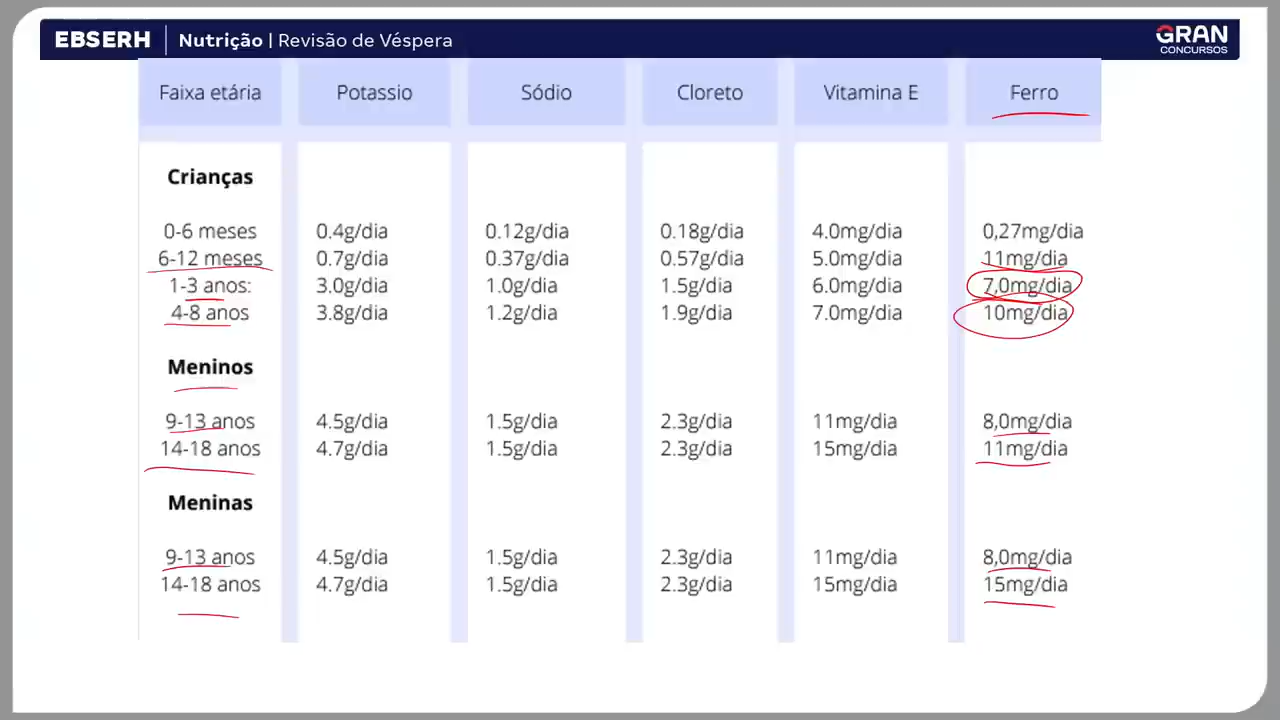 EBSERH | Nutrição | Revisão de Véspera
GRAN
CONCURSOS
Faixa etária Potassio Sódio Cloreto Vitamina E Ferro
Crianças
0-6 meses 0.4g/dia 0.12g/dia 0.18g/dia 4.0mg/dia 0,27mg/dia
6-12 meses 0.7g/dia 0.37g/dia 0.57g/dia 5.0mg/dia 11mg/dia
1-3 anos: 3.0g/dia 1.0g/dia 1.5g/dia 6.0mg/dia 7,0mg/dia
4-8 anos 3.8g/dia 1.2g/dia 1.9g/dia 7.0mg/dia 10mg/dia
Meninos
9-13 anos 4.5g/dia 1.5g/dia 2.3g/dia 11mg/dia 8,0mg/dia
14-18 anos 4.7g/dia 1.5g/dia 2.3g/dia 15mg/dia 11mg/dia
Meninas
9-13 anos 4.5g/dia 1.5g/dia 2.3g/dia 11mg/dia 8,0mg/dia
14-18 anos 4.7g/dia 1.5g/dia 2.3g/dia 15mg/dia 15mg/dia